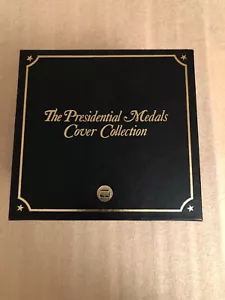 The Presidential Medals
Cover Collection